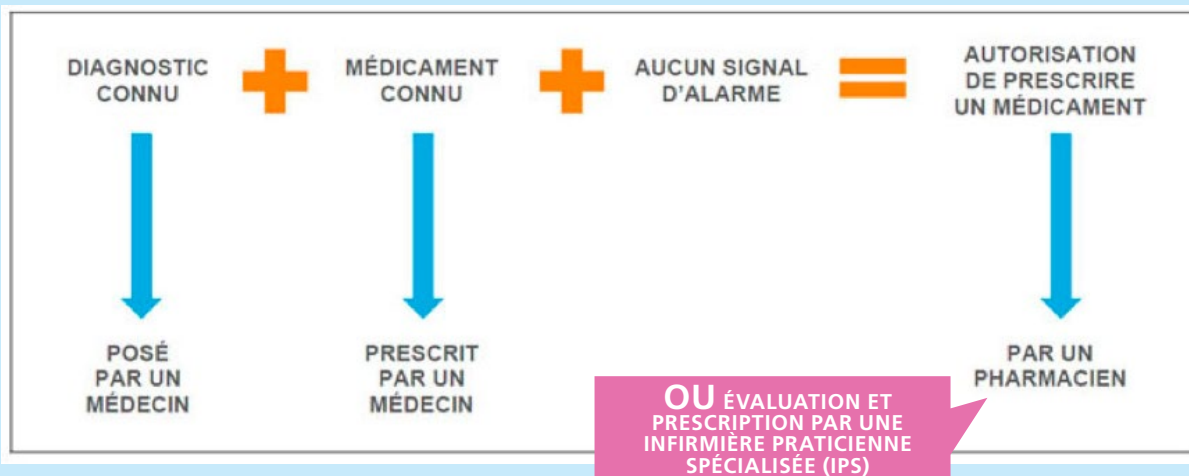 DIAGNOSTIC
CONNU
MÉDICAMENT
CONNU
AUCUN SIGNAL
D'ALARME
AUTORISATION
DE PRESCRIRE
UN MÉDICAMENT
POSÉ
PAR UN
MÉDECIN
PRESCRIT
PAR UN
MÉDECIN
PAR UN
PHARMACIEN
OU ÉVALUATION ET
PRESCRIPTION PAR UNE
INFIRMIÈRE PRATICIENNE
SPÉCIALISÉE (IPS)